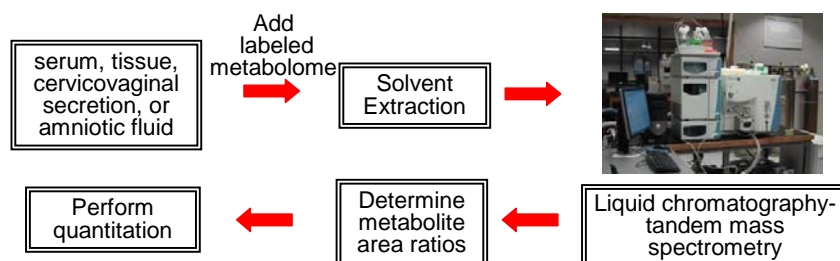 serum, tissue,
cervicovaginal
secretion, or
amniotic fluid
Add
labeled
metabolome
Solvent
Extraction
Liquid chromatography-
tandem mass
spectrometry
Determine
metabolite
area ratios
Perform
quantitation